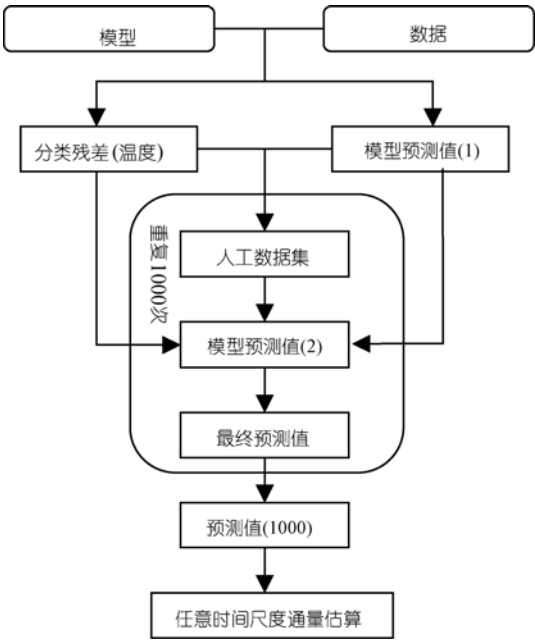 模型
数据
分类残差(温度)
模型预测值(1)
重复1000次
人工数据集
模型预测值(2)
最终预测值
预测值(1000)
任意时间尺度通量估算